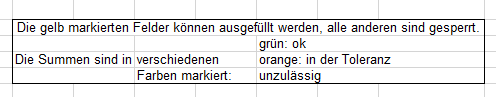 Die gelb markierten Felder können ausgefüllt werden, alle anderen sind gesperrt.
grün: ok
Die Summen sind in verschiedenen orange: in der Toleranz
Farben markiert: unzulässig